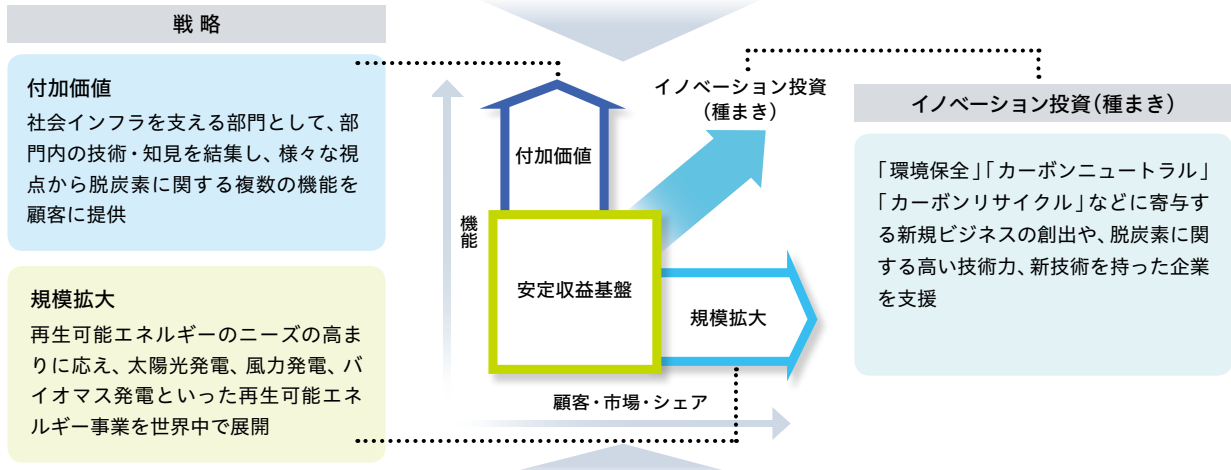 戦略
付加価値
社会インフラを支える部門として、部
門内の技術・知見を結集し、様々な視
点から脱炭素に関する複数の機能を
顧客に提供
規模拡大
再生可能エネルギーのニーズの高ま
りに応え、太陽光発電、風力発電、バ
イオマス発電といった再生可能エネ
ルギー事業を世界中で展開
機能
付加価値
安定収益基盤
規模拡大
顧客・市場・シェア
イノベーション投資
(種まき)
イノベーション投資(種まき)
「環境保全」「カーボンニュートラル」
「カーボンリサイクル」などに寄与す
る新規ビジネスの創出や、脱炭素に関
する高い技術力、新技術を持った企業
を支援